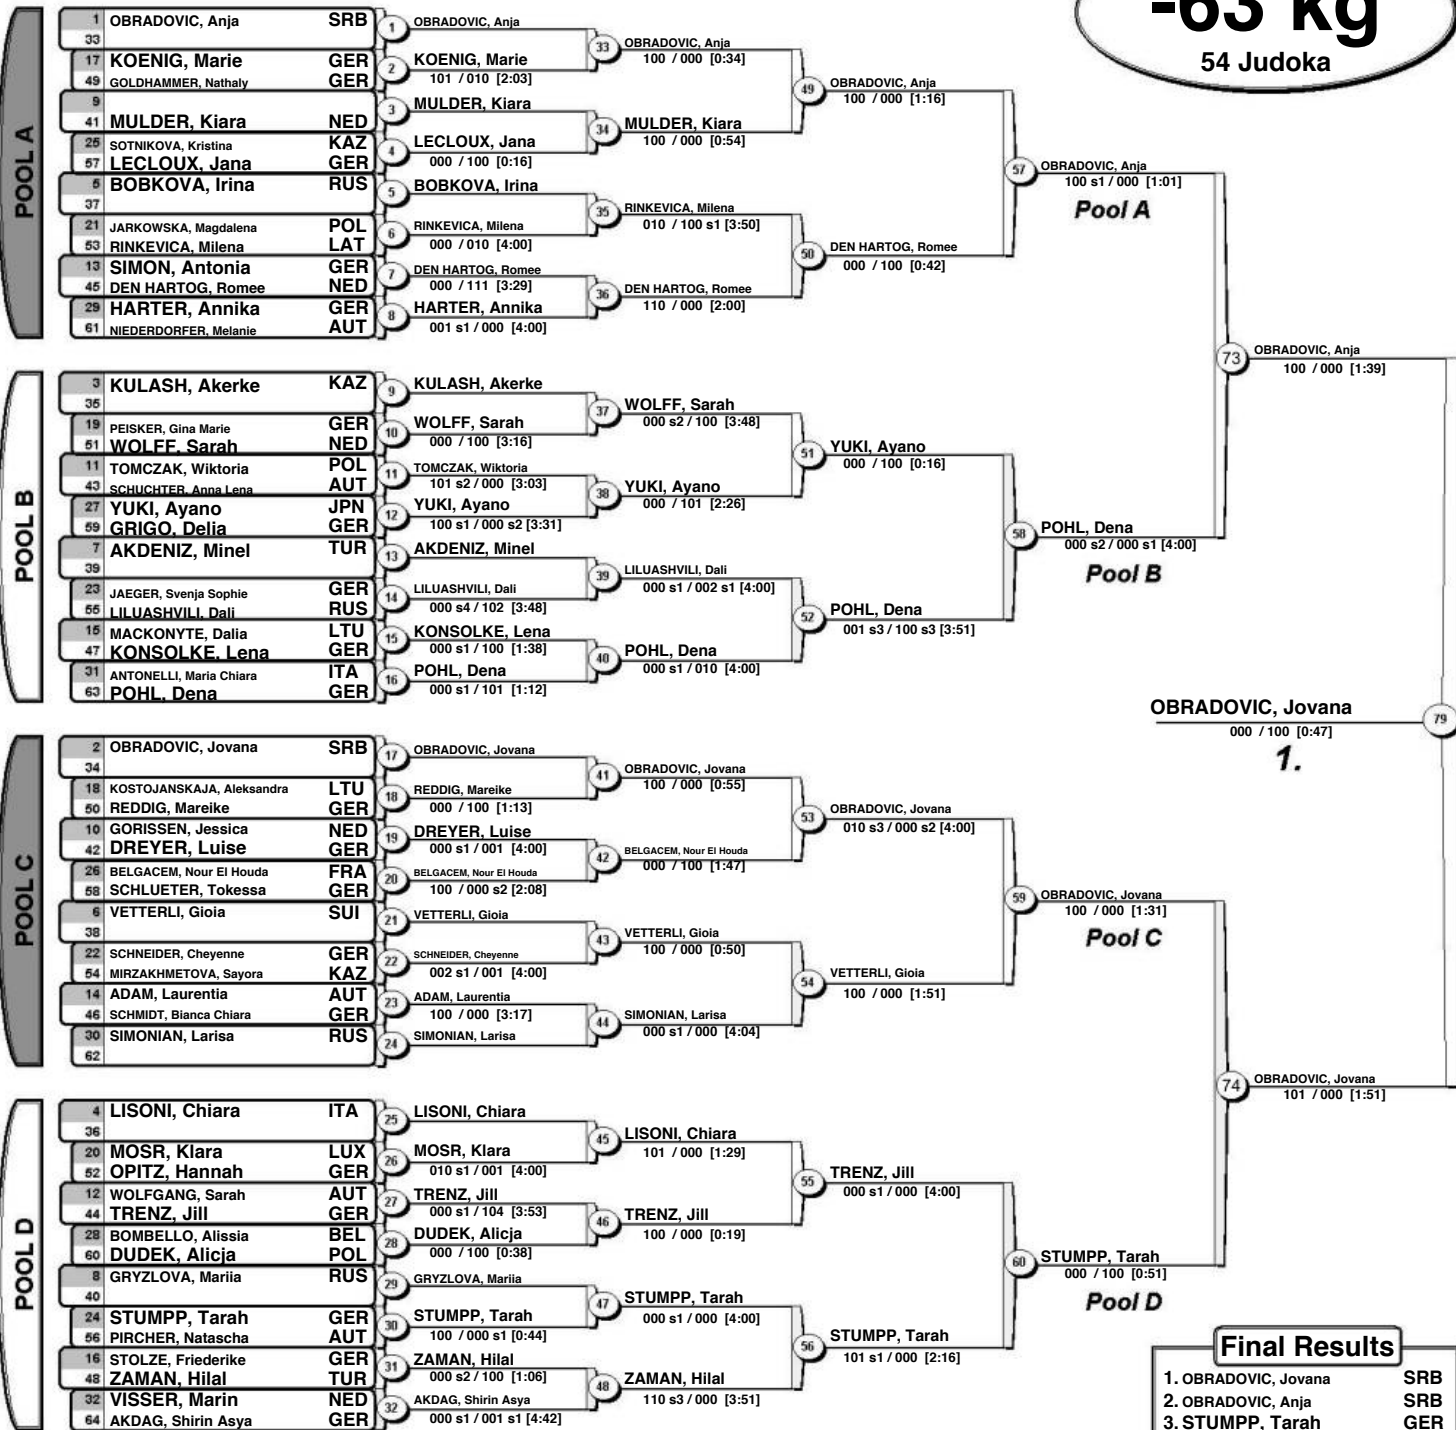 -63 kg
54 Judoka
POOL A
1 OBRADOVIC, Anja SRB
33
17 KOENIG, Marie GER
49 GOLDHAMMER, Nathaly GER
9
41 MULDER, Kiara NED
25 SOTNIKOVA, Kristina KAZ
57 LECLOUX, Jana GER
5 BOBKOVA, Irina RUS
37
21 JARKOWSKA, Magdalena POL
53 RINKEVICA, Milena LAT
13 SIMON, Antonia GER
45 DEN HARTOG, Romee NED
29 HARTER, Annika GER
61 NIEDERDORFER, Melanie AUT
1 OBRADOVIC, Anja
2 KOENIG, Marie
101 / 010 [2:03]
3 MULDER, Kiara
4 LECLOUX, Jana
000 / 100 [0:16]
5 BOBKOVA, Irina
6 RINKEVICA, Milena
000 / 010 [4:00]
7 DEN HARTOG, Romee
000 / 111 [3:29]
8 HARTER, Annika
001 s1 / 000 [4:00]
33 OBRADOVIC, Anja
100 / 000 [0:34]
34 MULDER, Kiara
100 / 000 [0:54]
35 RINKEVICA, Milena
010 / 100 s1 [3:50]
36 DEN HARTOG, Romee
110 / 000 [2:00]
49 OBRADOVIC, Anja
100 / 000 [1:16]
50 DEN HARTOG, Romee
000 / 100 [0:42]
57 OBRADOVIC, Anja
100 s1 / 000 [1:01]
Pool A
POOL B
3 KULASH, Akerke KAZ
35
19 PEISKER, Gina Marie GER
51 WOLFF, Sarah NED
11 TOMCZAK, Wiktoria POL
43 SCHUCHTER, Anna Lena AUT
27 YUKI, Ayano JPN
59 GRIGO, Delia GER
7 AKDENIZ, Minel TUR
39
23 JAEGER, Svenja Sophie GER
55 LILUASHVILI, Dali RUS
15 MACKONYTE, Dalia LTU
47 KONSOLKE, Lena GER
31 ANTONELLI, Maria Chiara ITA
63 POHL, Dena GER
9 KULASH, Akerke
10 WOLFF, Sarah
000 / 100 [3:16]
11 TOMCZAK, Wiktoria
101 s2 / 000 [3:03]
12 YUKI, Ayano
100 s1 / 000 s2 [3:31]
13 AKDENIZ, Minel
14 LILUASHVILI, Dali
000 s4 / 102 [3:48]
15 KONSOLKE, Lena
000 s1 / 100 [1:38]
16 POHL, Dena
000 s1 / 101 [1:12]
37 WOLFF, Sarah
000 s2 / 100 [3:48]
38 YUKI, Ayano
000 / 101 [2:26]
39 LILUASHVILI, Dali
000 s1 / 002 s1 [4:00]
40 POHL, Dena
000 s1 / 010 [4:00]
51 YUKI, Ayano
000 / 100 [0:16]
52 POHL, Dena
001 s3 / 100 s3 [3:51]
58 POHL, Dena
000 s2 / 000 s1 [4:00]
Pool B
73 OBRADOVIC, Anja
100 / 000 [1:39]
OBRADOVIC, Jovana 79
000 / 100 [0:47]
1.
POOL C
2 OBRADOVIC, Jovana SRB
34
18 KOSTOJANSKAJA, Aleksandra LTU
50 REDDIG, Mareike GER
10 GORISSEN, Jessica NED
42 DREYER, Luise GER
26 BELGACEM, Nour El Houda FRA
58 SCHLUETER, Tokessa GER
6 VETTERLI, Gioia SUI
38
22 SCHNEIDER, Cheyenne GER
54 MIRZAKHMETOVA, Sayora KAZ
14 ADAM, Laurentia AUT
46 SCHMIDT, Bianca Chiara GER
30 SIMONIAN, Larisa RUS
62
17 OBRADOVIC, Jovana
18 REDDIG, Mareike
000 / 100 [1:13]
19 DREYER, Luise
000 s1 / 001 [4:00]
20 BELGACEM, Nour El Houda
100 / 000 s2 [2:08]
21 VETTERLI, Gioia
22 SCHNEIDER, Cheyenne
002 s1 / 001 [4:00]
23 ADAM, Laurentia
100 / 000 [3:17]
24 SIMONIAN, Larisa
41 OBRADOVIC, Jovana
100 / 000 [0:55]
42 BELGACEM, Nour El Houda
000 / 100 [1:47]
43 VETTERLI, Gioia
100 / 000 [0:50]
44 SIMONIAN, Larisa
000 s1 / 000 [4:04]
53 OBRADOVIC, Jovana
010 s3 / 000 s2 [4:00]
54 VETTERLI, Gioia
100 / 000 [1:51]
59 OBRADOVIC, Jovana
100 / 000 [1:31]
Pool C
POOL D
4 LISONI, Chiara ITA
36
20 MOSR, Klara LUX
52 OPITZ, Hannah GER
12 WOLFGANG, Sarah AUT
44 TRENZ, Jill GER
28 BOMBELLO, Alissia BEL
60 DUDEK, Alicja POL
8 GRYZLOVA, Mariia RUS
40
24 STUMPP, Tarah GER
56 PIRCHER, Natascha AUT
16 STOLZE, Friederike GER
48 ZAMAN, Hilal TUR
32 VISSER, Marin NED
64 AKDAG, Shirin Asya GER
25 LISONI, Chiara
26 MOSR, Klara
010 s1 / 001 [4:00]
27 TRENZ, Jill
000 s1 / 104 [3:53]
28 DUDEK, Alicja
000 / 100 [0:38]
29 GRYZLOVA, Mariia
30 STUMPP, Tarah
100 / 000 s1 [0:44]
31 ZAMAN, Hilal
000 s2 / 100 [1:06]
32 AKDAG, Shirin Asya
000 s1 / 001 s1 [4:42]
45 LISONI, Chiara
101 / 000 [1:29]
46 TRENZ, Jill
100 / 000 [0:19]
47 STUMPP, Tarah
000 s1 / 000 [4:00]
48 ZAMAN, Hilal
110 s3 / 000 [3:51]
55 TRENZ, Jill
000 s1 / 000 [4:00]
56 STUMPP, Tarah
101 s1 / 000 [2:16]
60 STUMPP, Tarah
000 / 100 [0:51]
Pool D
74 OBRADOVIC, Jovana
101 / 000 [1:51]
Final Results
1. OBRADOVIC, Jovana SRB
2. OBRADOVIC, Anja SRB
3. STUMPP, Tarah GER